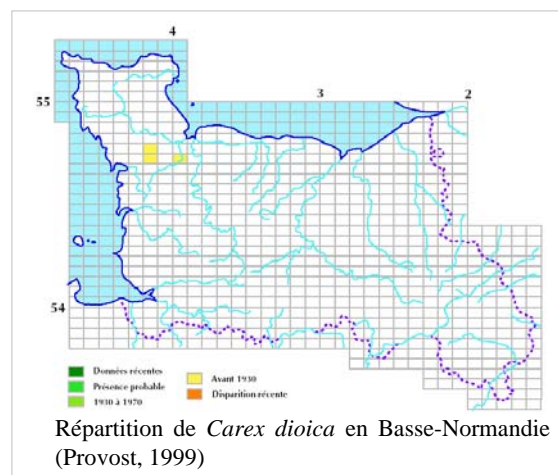 4
55
3
2
54
Données récentes
Présence probable
1930 à 1970
Avant 1930
Disparition récente
Répartition de Carex dioica en Basse-Normandie
(Provost, 1999)